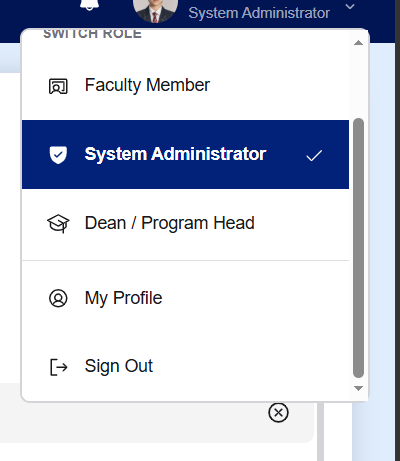 System Administrator
SWITCH ROLE
Faculty Member
System Administrator
Dean / Program Head
My Profile
Sign Out